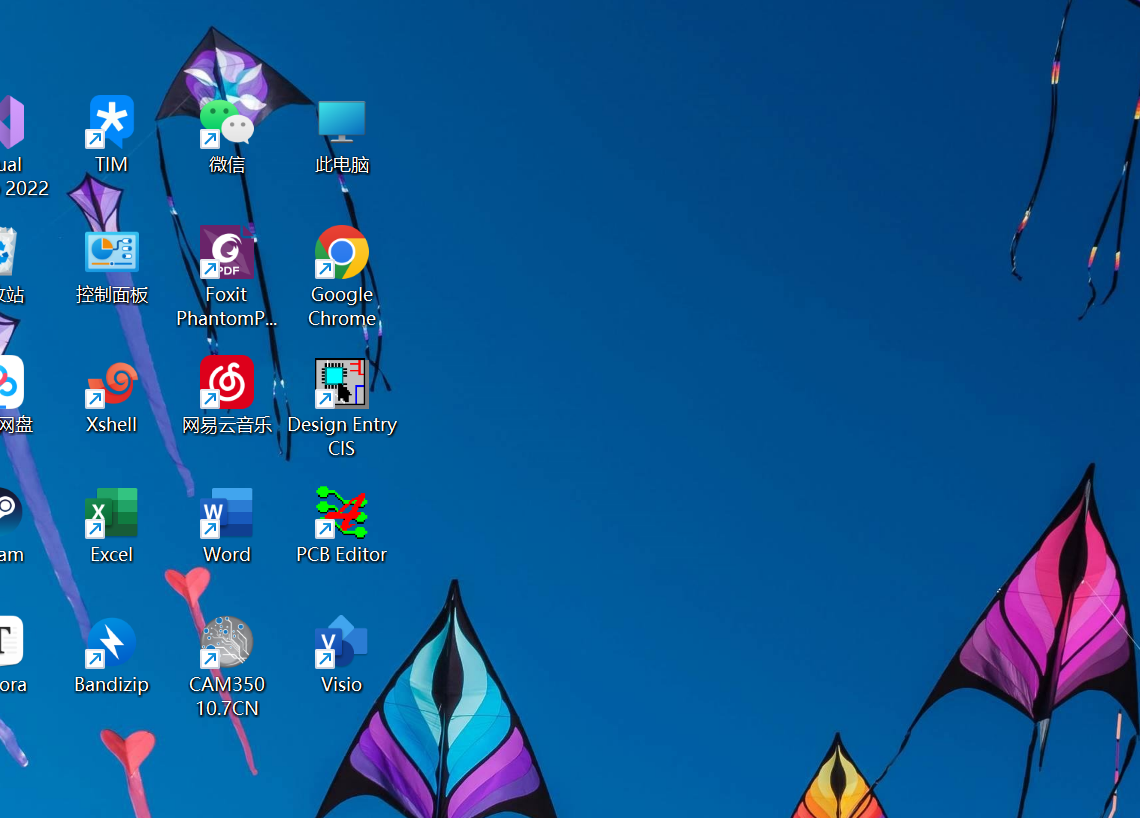 ual
2022
TIM
微信
此电脑
收站
控制面板
PDF
Foxit
PhantomP...
Google
Chrome
网盘
Xshell
网易云音乐
Design Entry
CIS
am
X
Excel
W
Word
PCB Editor
T
ora
Bandizip
CAM350
10.7CN
V
Visio